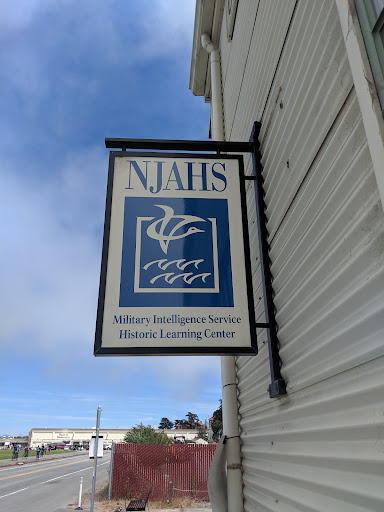 NJAHS
Military Intelligence Service
Historic Learning Center